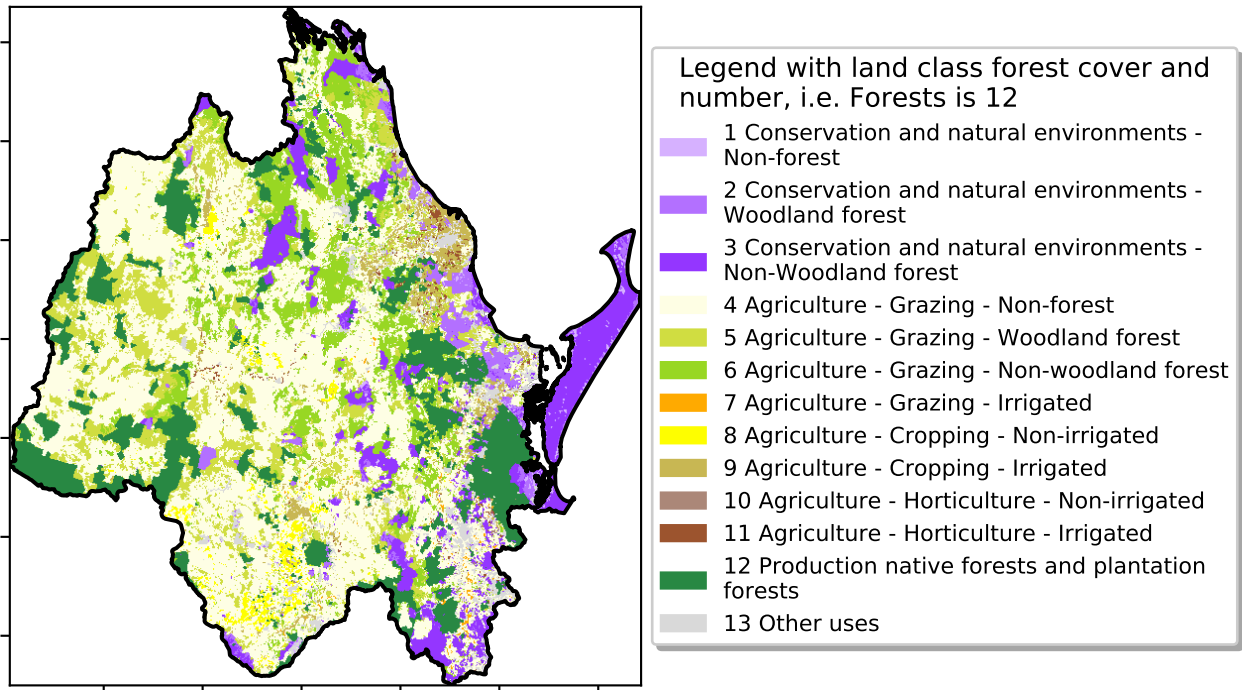 Legend with land class forest cover and
number, i.e. Forests is 12
1 Conservation and natural environments -
Non-forest
2 Conservation and natural environments -
Woodland forest
3 Conservation and natural environments -
Non-Woodland forest
4 Agriculture - Grazing - Non-forest
5 Agriculture - Grazing - Woodland forest
6 Agriculture - Grazing - Non-woodland forest
7 Agriculture - Grazing - Irrigated
8 Agriculture - Cropping - Non-irrigated
9 Agriculture - Cropping - Irrigated
10 Agriculture - Horticulture - Non-irrigated
11 Agriculture - Horticulture - Irrigated
12 Production native forests and plantation
forests
13 Other uses